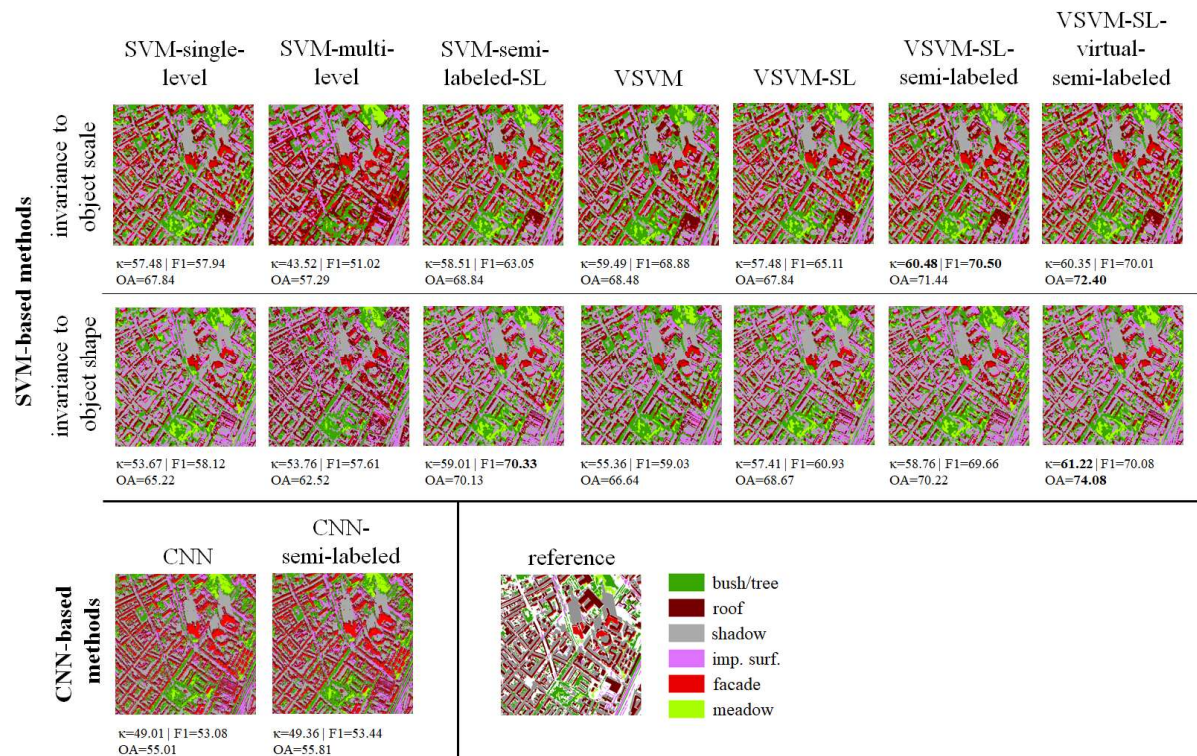 SVM-single-
level
SVM-multi-
level
SVM-semi-
labeled-SL
VSVM
VSVM-SL
VSVM-SL-
semi-labeled
VSVM-SL-
virtual-
semi-labeled
SVM-based methods
invariance to
object scale
κ=57.48 | F1=57.94
OA=67.84
κ=43.52 | F1=51.02
OA=57.29
κ=58.51 | F1=63.05
OA=68.84
κ=59.49 | F1=68.88
OA=68.48
κ=57.48 | F1=65.11
OA=67.84
κ=60.48 | F1=70.50
OA=71.44
κ=60.35 | F1=70.01
OA=72.40
invariance to
object shape
κ=53.67 | F1=58.12
OA=65.22
κ=53.76 | F1=57.61
OA=62.52
κ=59.01 | F1=70.33
OA=70.13
κ=55.36 | F1=59.03
OA=66.64
κ=57.41 | F1=60.93
OA=68.67
κ=58.76 | F1=69.66
OA=70.22
κ=61.22 | F1=70.08
OA=74.08
CNN-based
methods
CNN
CNN-
semi-labeled
κ=49.01 | F1=53.08
OA=55.01
κ=49.36 | F1=53.44
OA=55.81
reference
bush/tree
roof
shadow
imp. surf.
facade
meadow